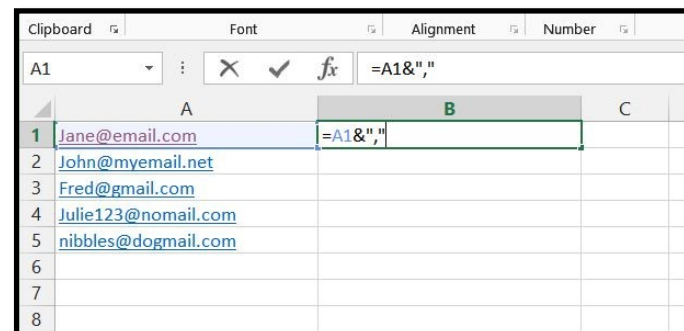 Clipboard Font Alignment Number
A1 fx =A1&","
A B C
1 Jane@email.com =A1&","
2 John@myemail.net
3 Fred@gmail.com
4 Julie123@nomail.com
5 nibbles@dogmail.com
6
7
8